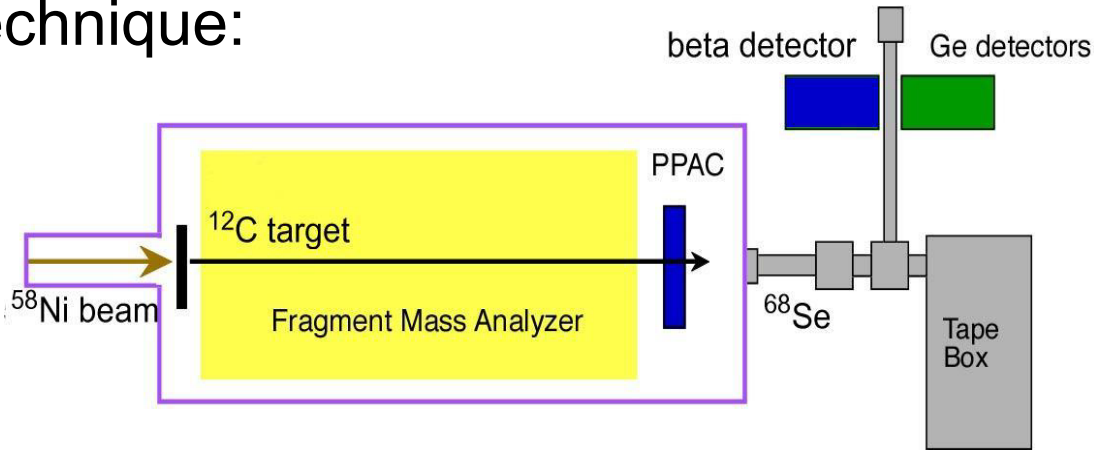 echnique:
beta detector
Ge detectors
PPAC
¹²C target
⁵⁸Ni beam
Fragment Mass Analyzer
⁶⁸Se
Tape
Box